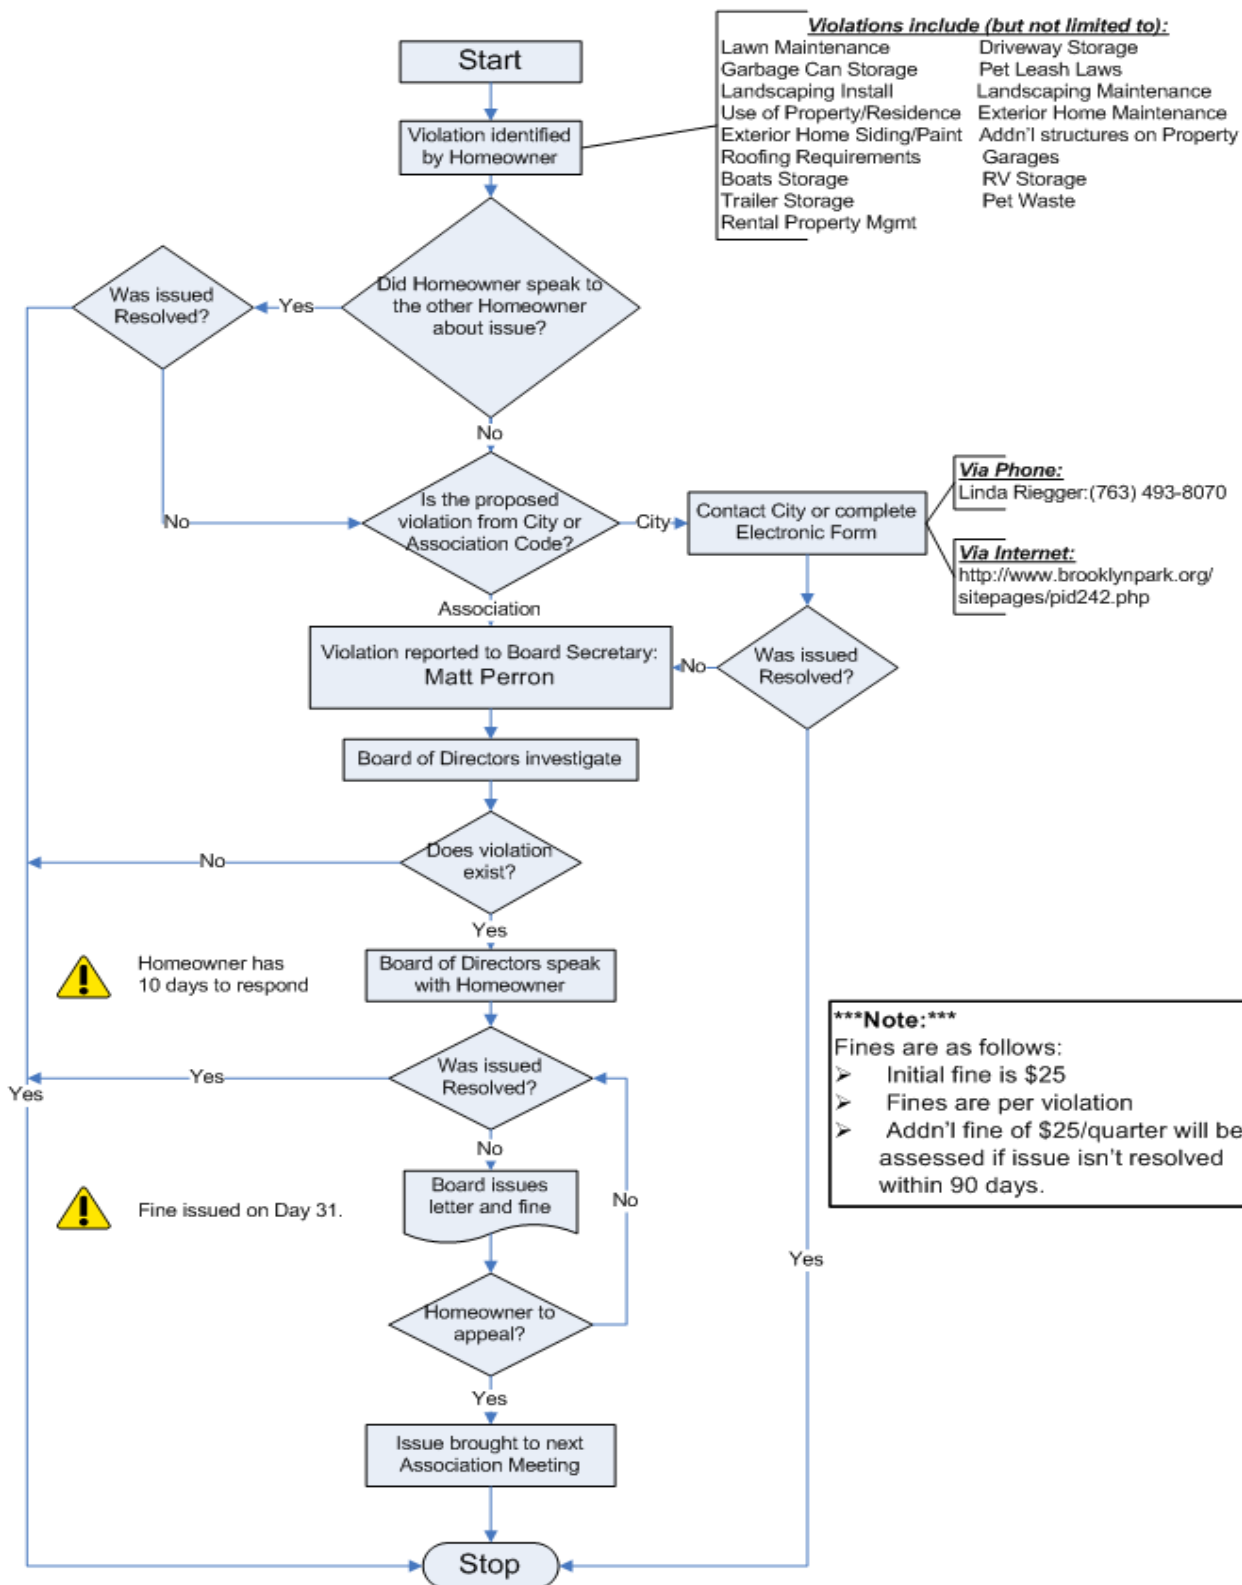 Start
Violation identified
by Homeowner
Violations include (but not limited to):
Lawn Maintenance Driveway Storage
Garbage Can Storage Pet Leash Laws
Landscaping Install Landscaping Maintenance
Use of Property/Residence Exterior Home Maintenance
Exterior Home Siding/Paint Addn'l structures on Property
Roofing Requirements Garages
Boats Storage RV Storage
Trailer Storage Pet Waste
Rental Property Mgmt
Did Homeowner speak to
the other Homeowner
about issue?
Yes
Was issued
Resolved?
No
No
Is the proposed
violation from City or
Association Code?
City
Contact City or complete
Electronic Form
Via Phone:
Linda Riegger:(763) 493-8070
Via Internet:
http://www.brooklynpark.org/
sitepages/pid242.php
Association
Violation reported to Board Secretary:
Matt Perron
No
Was issued
Resolved?
Board of Directors investigate
Does violation
exist?
No
Yes
Homeowner has
10 days to respond
Board of Directors speak
with Homeowner
Was issued
Resolved?
Yes
Yes
No
***Note:***
Fines are as follows:
➢ Initial fine is $25
➢ Fines are per violation
➢ Addn'l fine of $25/quarter will be
assessed if issue isn't resolved
within 90 days.
Fine issued on Day 31.
Board issues
letter and fine
No
Yes
Homeowner to
appeal?
Yes
Issue brought to next
Association Meeting
Stop